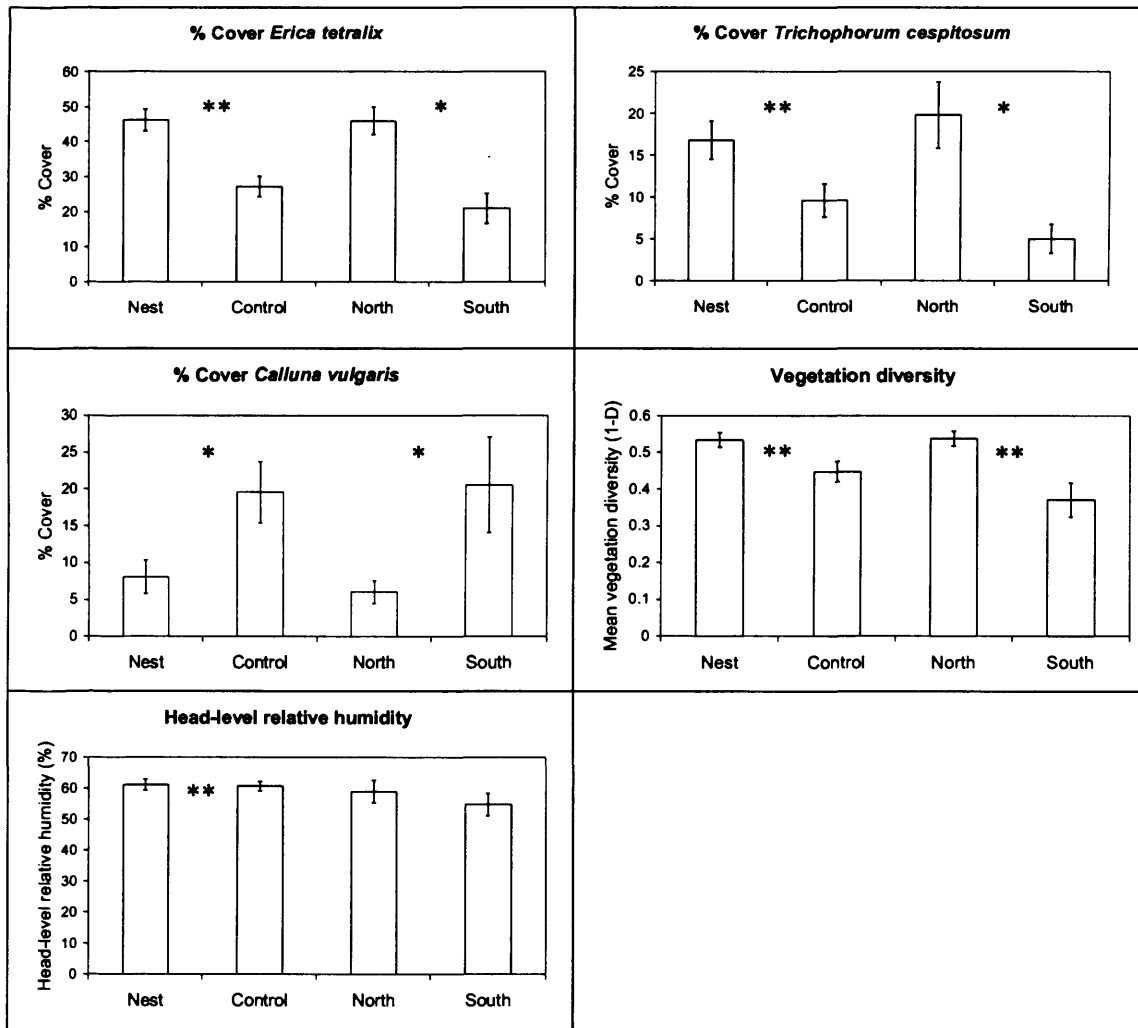 % Cover Erica tetralix
% Cover
60
50
40
30
20
10
0
**
*
Nest Control North South
% Cover Trichophorum cespitosum
% Cover
25
20
15
10
5
0
**
*
Nest Control North South
% Cover Calluna vulgaris
% Cover
30
25
20
15
10
5
0
*
*
Nest Control North South
Vegetation diversity
Mean vegetation diversity (1-D)
0.6
0.5
0.4
0.3
0.2
0.1
0
**
**
Nest Control North South
Head-level relative humidity
Head-level relative humidity (%)
70
60
50
40
30
20
10
0
**
Nest Control North South